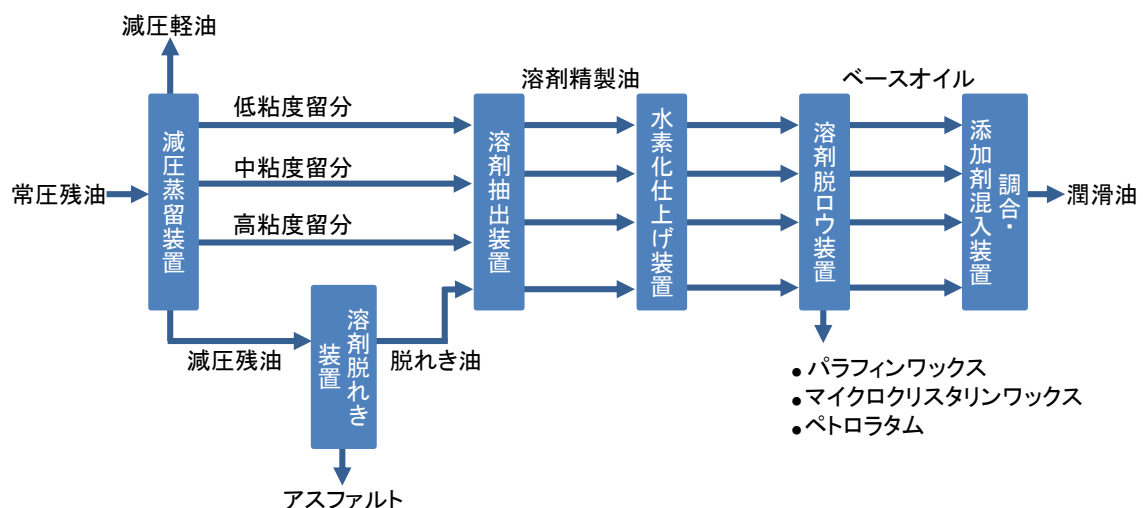 減圧軽油
溶剤精製油
ベースオイル
低粘度留分
中粘度留分
高粘度留分
常圧残油
減圧蒸留装置
溶剤抽出装置
水素化仕上げ装置
溶剤脱ロウ装置
調合・
添加剤混入装置
潤滑油
減圧残油
溶剤脱れき
装置
脱れき油
●パラフィンワックス
●マイクロクリスタリンワックス
●ペトロラタム
アスファルト